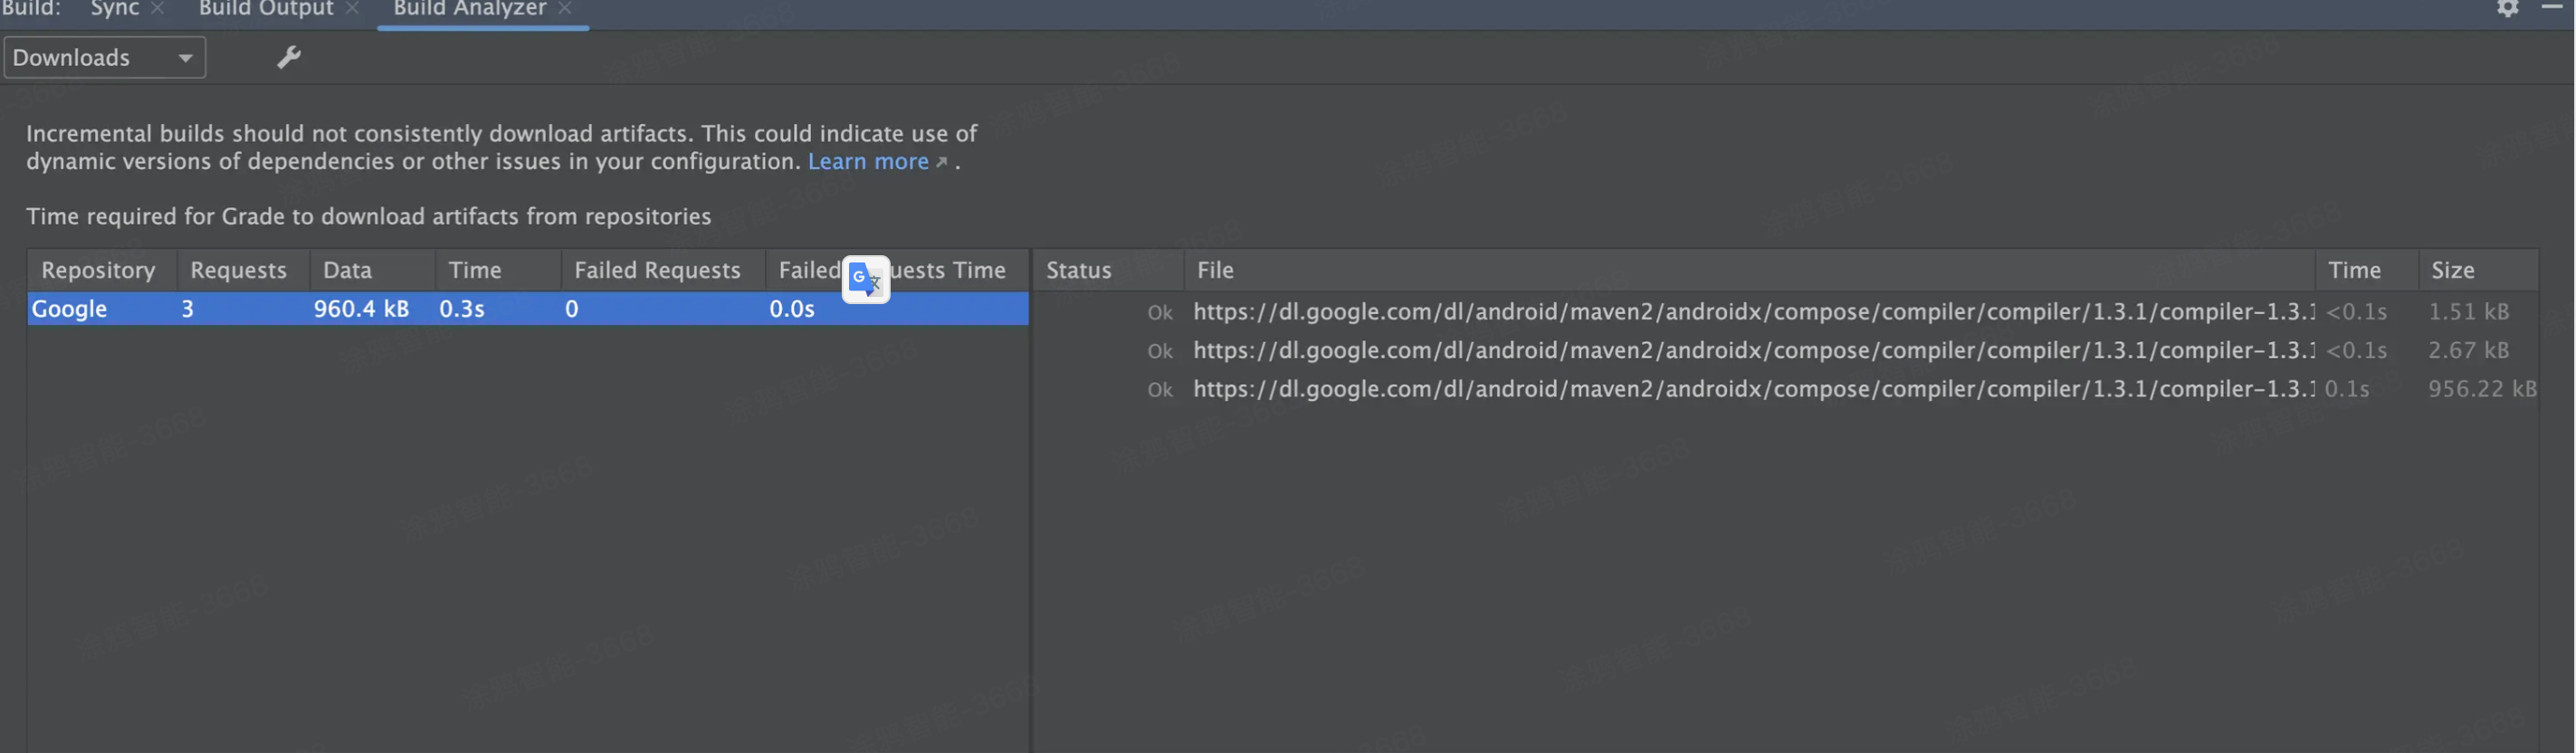 Build: Sync Build Output Build Analyzer
Downloads
Incremental builds should not consistently download artifacts. This could indicate use of
dynamic versions of dependencies or other issues in your configuration. Learn more .
Time required for Grade to download artifacts from repositories
Repository Requests Data Time Failed Requests Failed uests Time
Google 3 960.4 kB 0.3s 0 0.0s
Status File Time Size
Ok https://dl.google.com/dl/android/maven2/androidx/compose/compiler/compiler/1.3.1/compiler-1.3.1 <0.1s 1.51 kB
Ok https://dl.google.com/dl/android/maven2/androidx/compose/compiler/compiler/1.3.1/compiler-1.3.1 <0.1s 2.67 kB
Ok https://dl.google.com/dl/android/maven2/androidx/compose/compiler/compiler/1.3.1/compiler-1.3.1 0.1s 956.22 kB
涂鸦智能-3668